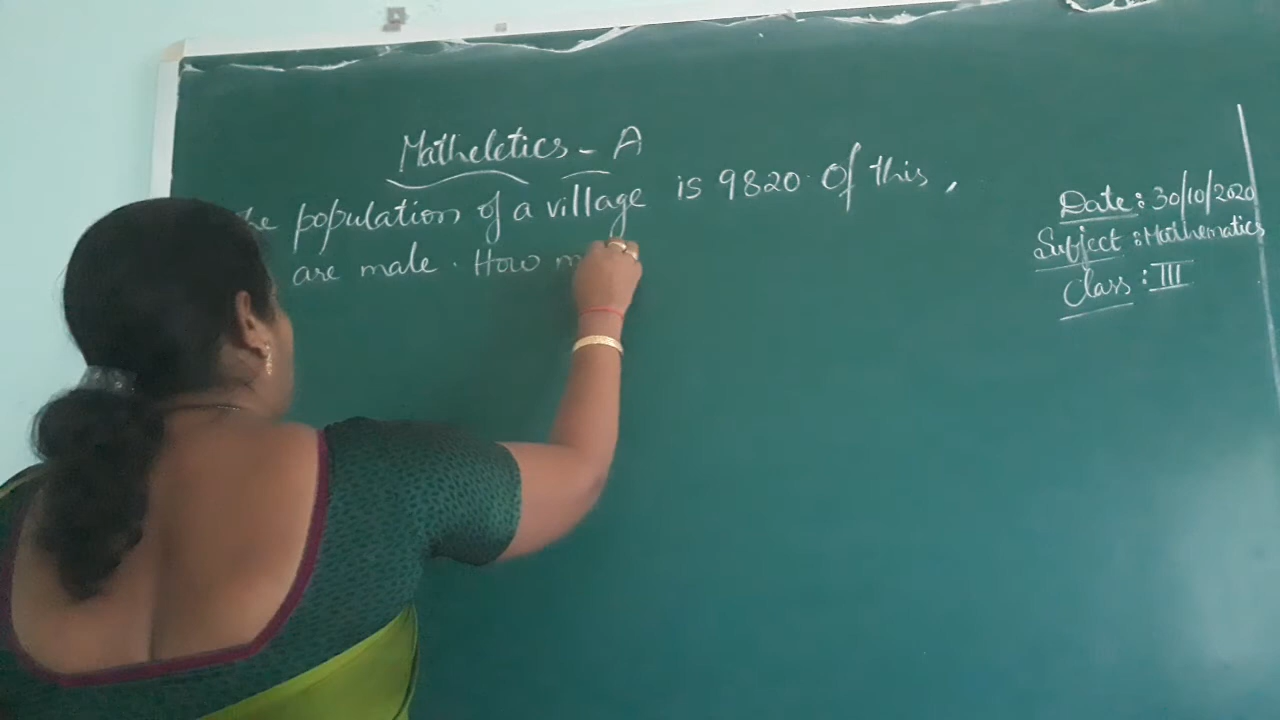 Matheletics - A
he population of a village is 9820. Of this,
are male. How m
Date: 30/10/2020
Subject: Mathematics
Class: III